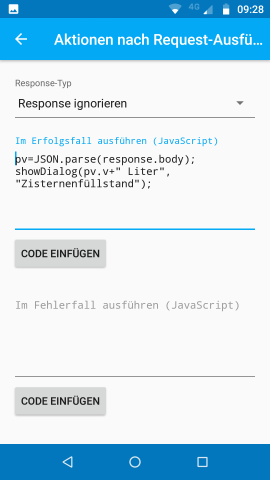 4G
09:28
Aktionen nach Request-Ausfü…
Response-Typ
Response ignorieren
Im Erfolgsfall ausführen (JavaScript)
pv=JSON.parse(response.body);
showDialog(pv.v+" Liter",
"Zisternenfüllstand");
CODE EINFÜGEN
Im Fehlerfall ausführen (JavaScript)
CODE EINFÜGEN